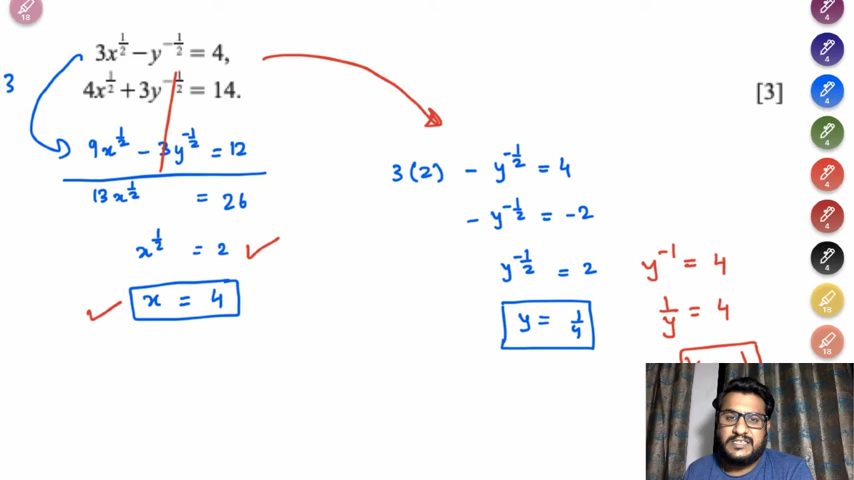 18
3x^{1/2} − y^{−1/2} = 4,
4x^{1/2} + 3y^{−1/2} = 14.
[3]
3
9x^{1/2} − 3y^{−1/2} = 12
13x^{1/2} = 26
x^{1/2} = 2
x = 4
3(2) − y^{−1/2} = 4
− y^{−1/2} = −2
y^{−1/2} = 2
y = 1/4
y^{−1} = 4
1/y = 4
4
4
4
4
4
4
18
18